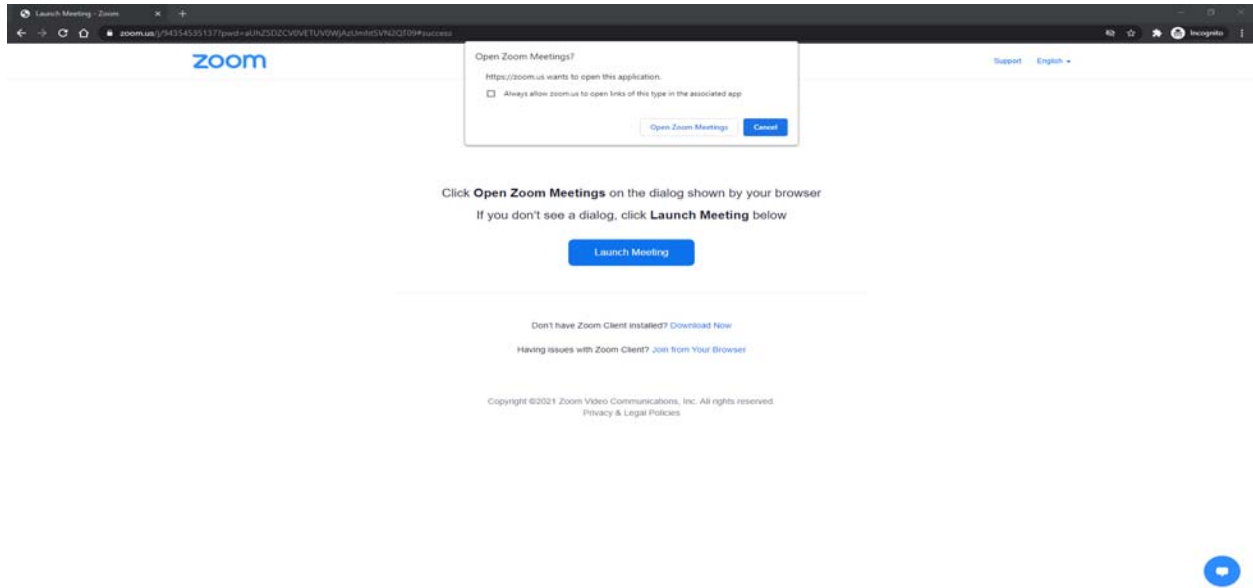 Launch Meeting - Zoom
Incognito
zoom
Support English
Open Zoom Meetings?
https://zoom.us wants to open this application.
Always allow zoom.us to open links of this type in the associated app
Open Zoom Meetings Cancel
Click Open Zoom Meetings on the dialog shown by your browser
If you don't see a dialog, click Launch Meeting below
Launch Meeting
Don't have Zoom Client installed? Download Now
Having issues with Zoom Client? Join from Your Browser
Copyright ©2021 Zoom Video Communications, Inc. All rights reserved
Privacy & Legal Policies